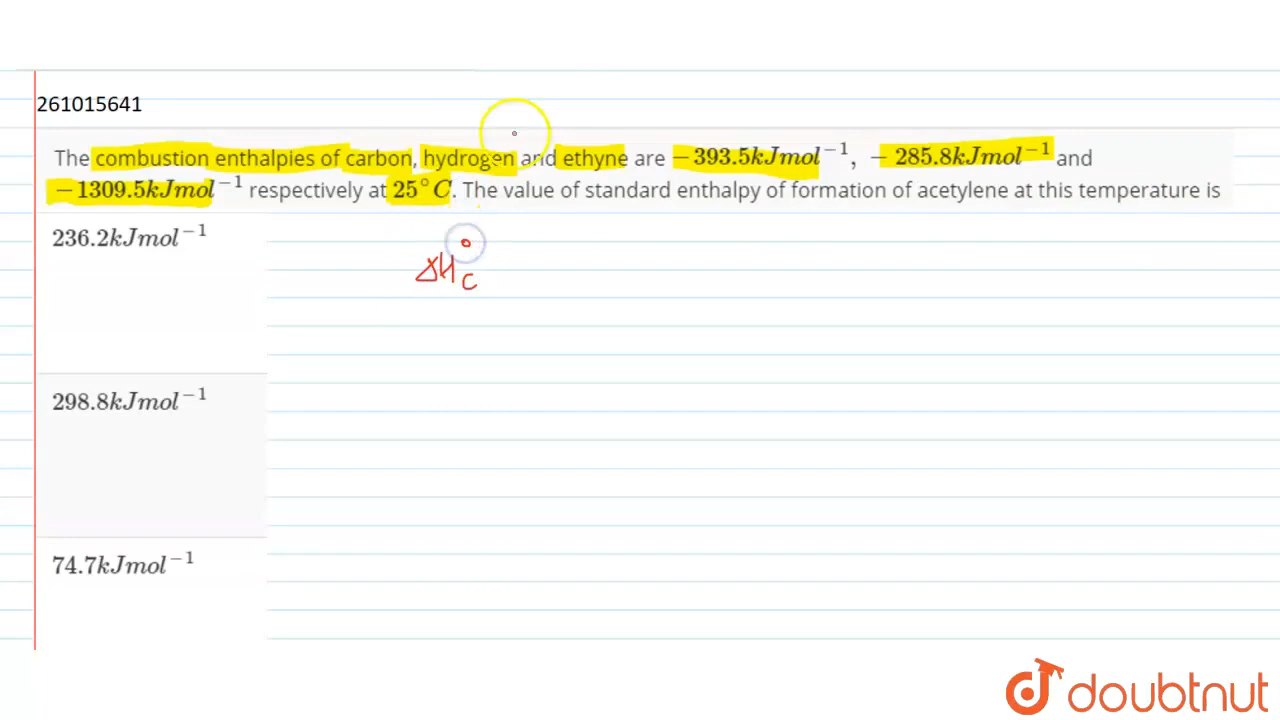 261015641
The combustion enthalpies of carbon, hydrogen and ethyne are −393.5kJmol⁻¹, −285.8kJmol⁻¹ and
−1309.5kJmol⁻¹ respectively at 25°C. The value of standard enthalpy of formation of acetylene at this temperature is
236.2kJmol⁻¹
ΔH°c
298.8kJmol⁻¹
74.7kJmol⁻¹
doubtnut